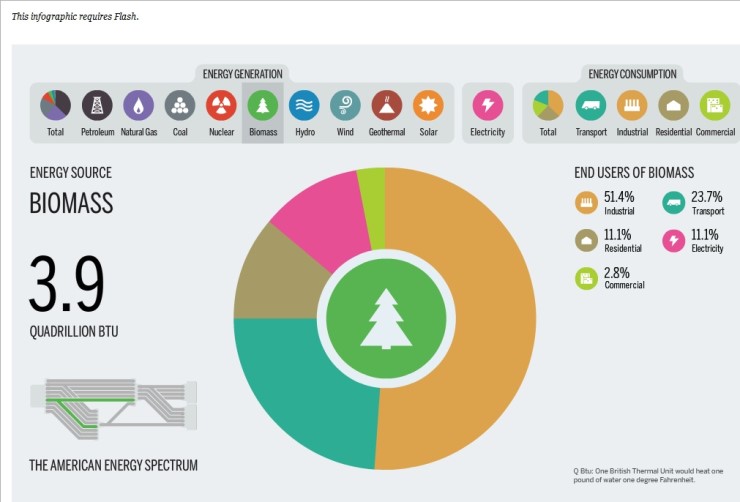 This infographic requires Flash.
ENERGY GENERATION
ENERGY CONSUMPTION
Total Petroleum Natural Gas Coal Nuclear Biomass Hydro Wind Geothermal Solar Electricity Total Transport Industrial Residential Commercial
ENERGY SOURCE
BIOMASS
3.9
QUADRILLION BTU
THE AMERICAN ENERGY SPECTRUM
END USERS OF BIOMASS
51.4%
Industrial
23.7%
Transport
11.1%
Residential
11.1%
Electricity
2.8%
Commercial
Q Btu: One British Thermal Unit would heat one
pound of water one degree Fahrenheit.